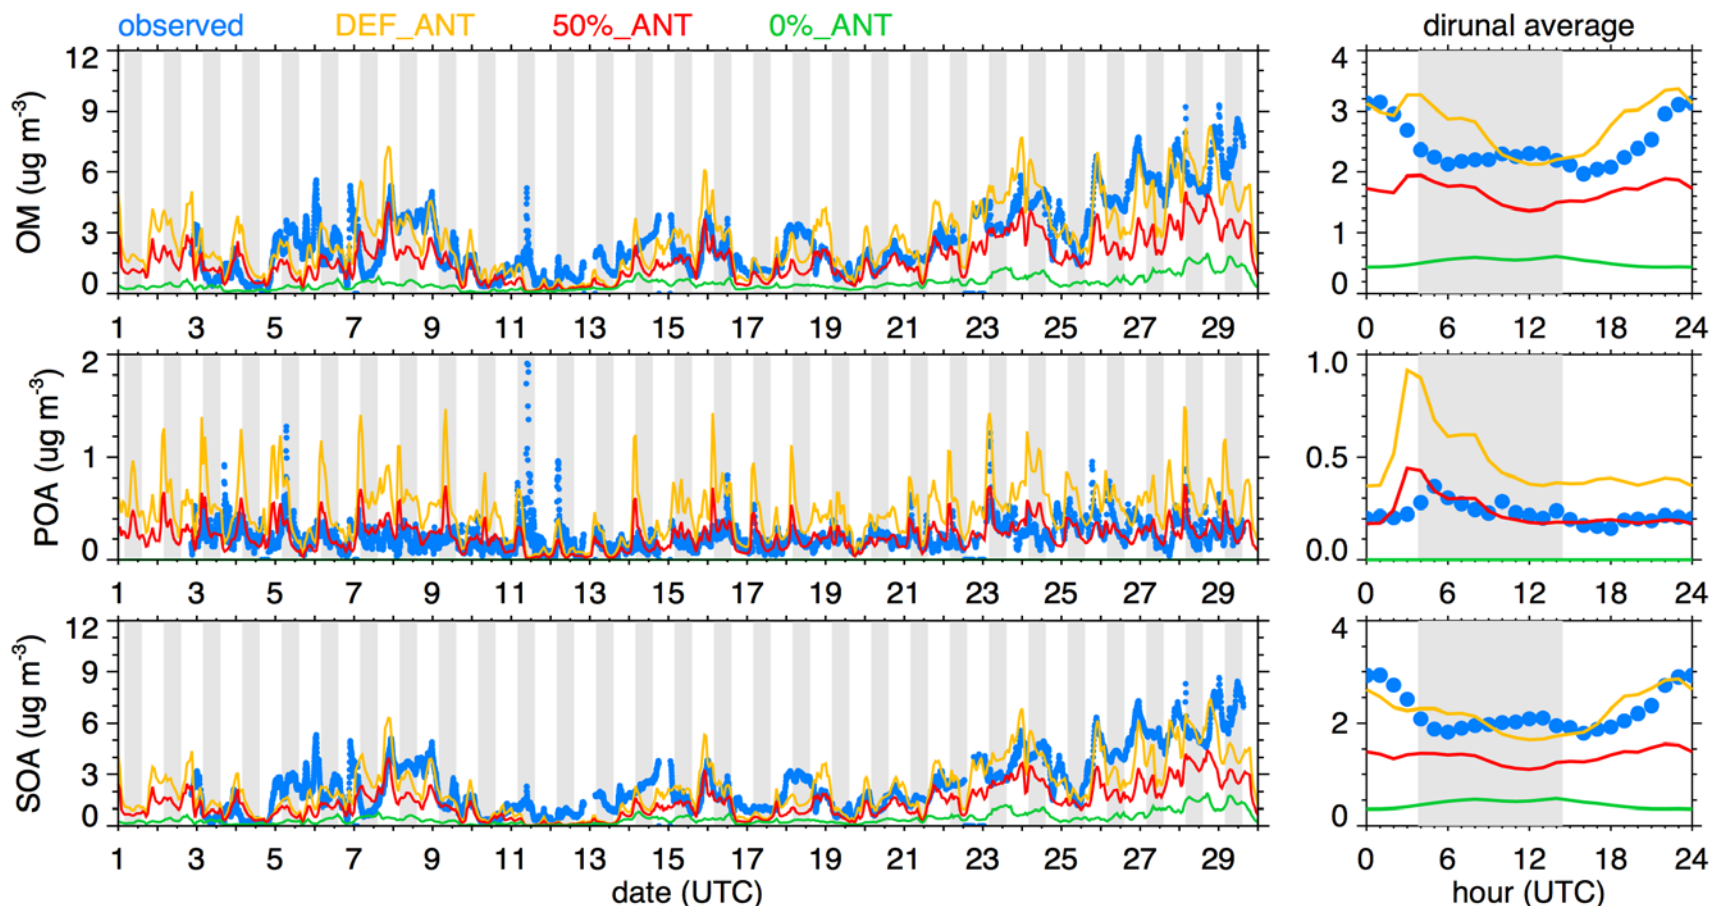 observed DEF_ANT 50%_ANT 0%_ANT dirunal average
OM (ug m-3)
12
9
6
3
0
1 3 5 7 9 11 13 15 17 19 21 23 25 27 29
4
3
2
1
0
0 6 12 18 24
POA (ug m-3)
2
1
0
1 3 5 7 9 11 13 15 17 19 21 23 25 27 29
1.0
0.5
0.0
0 6 12 18 24
SOA (ug m-3)
12
9
6
3
0
1 3 5 7 9 11 13 15 17 19 21 23 25 27 29
date (UTC)
4
2
0
0 6 12 18 24
hour (UTC)